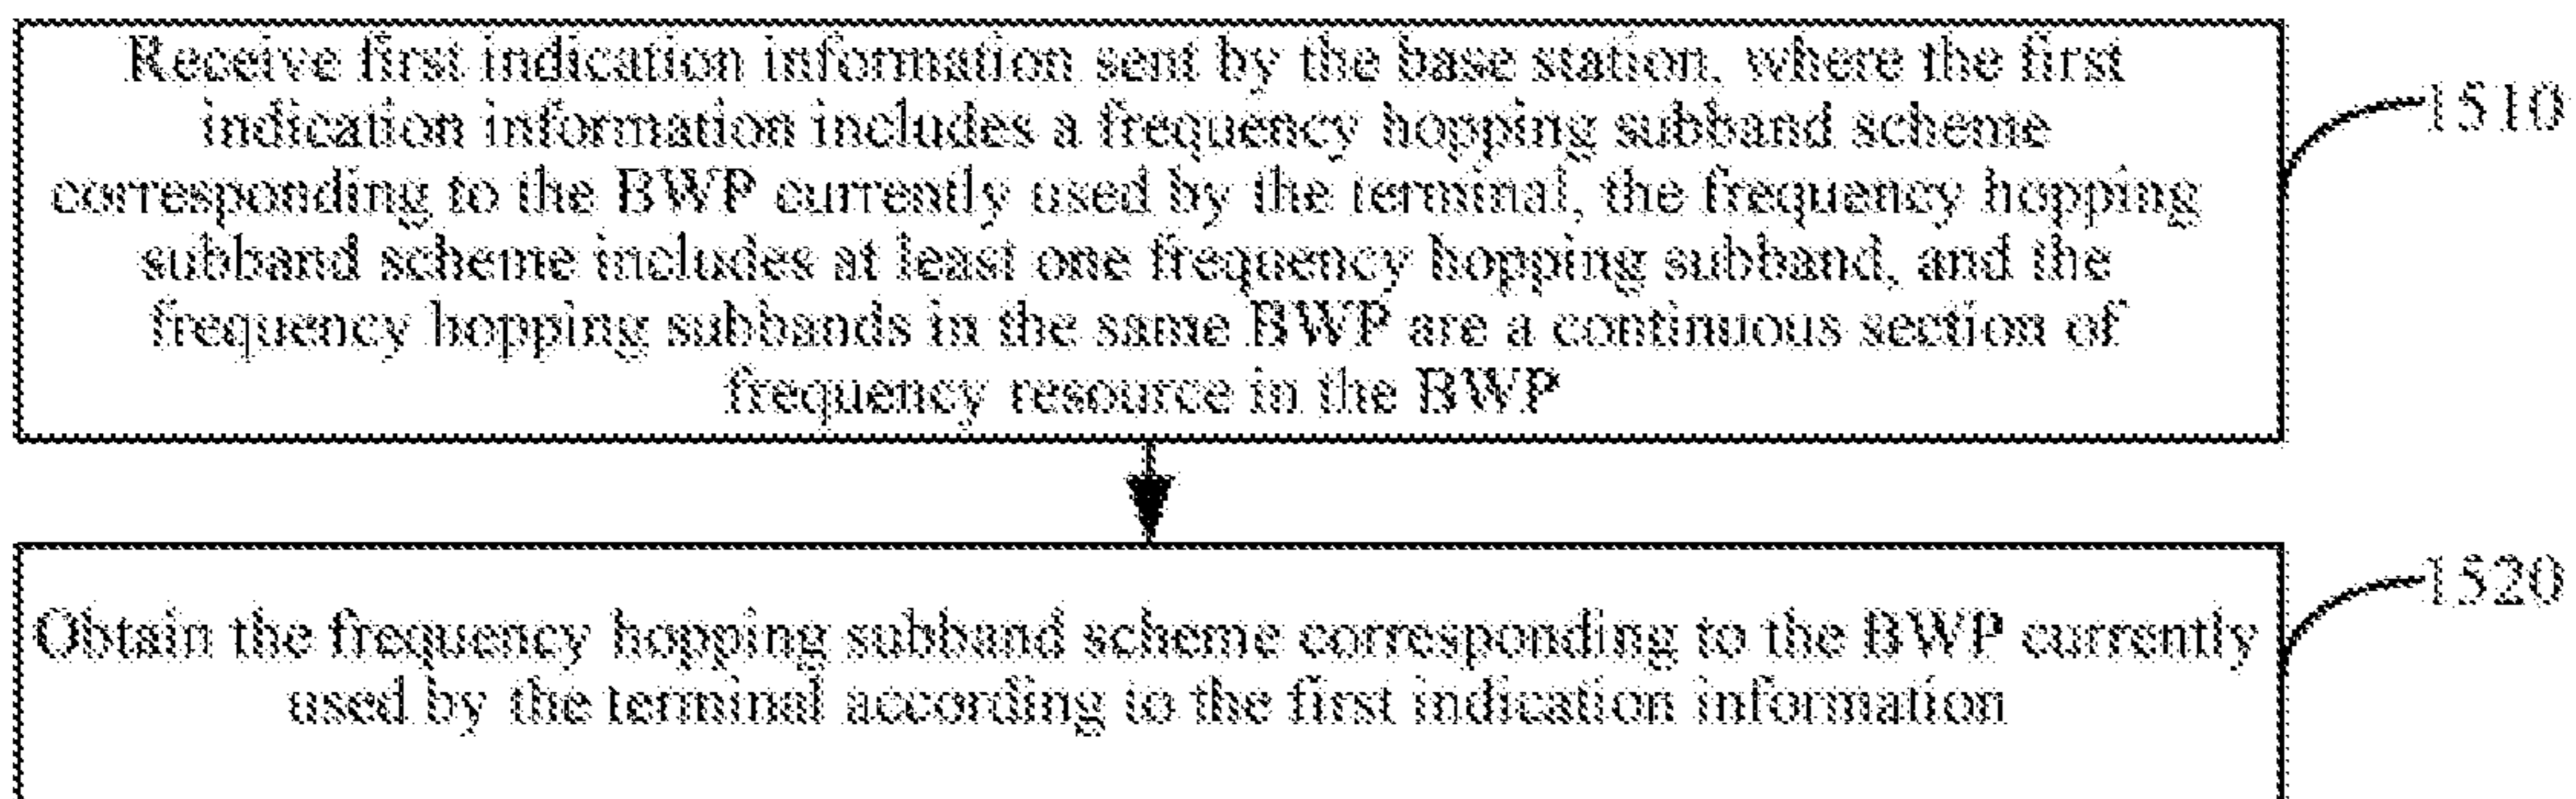 Receive first indication information sent by the base station, where the first
indication information includes a frequency hopping subband scheme
corresponding to the BWP currently used by the terminal, the frequency hopping
subband scheme includes at least one frequency hopping subband, and the
frequency hopping subbands in the same BWP are a continuous section of
frequency resource in the BWP
1510
Obtain the frequency hopping subband scheme corresponding to the BWP currently
used by the terminal according to the first indication information
1520